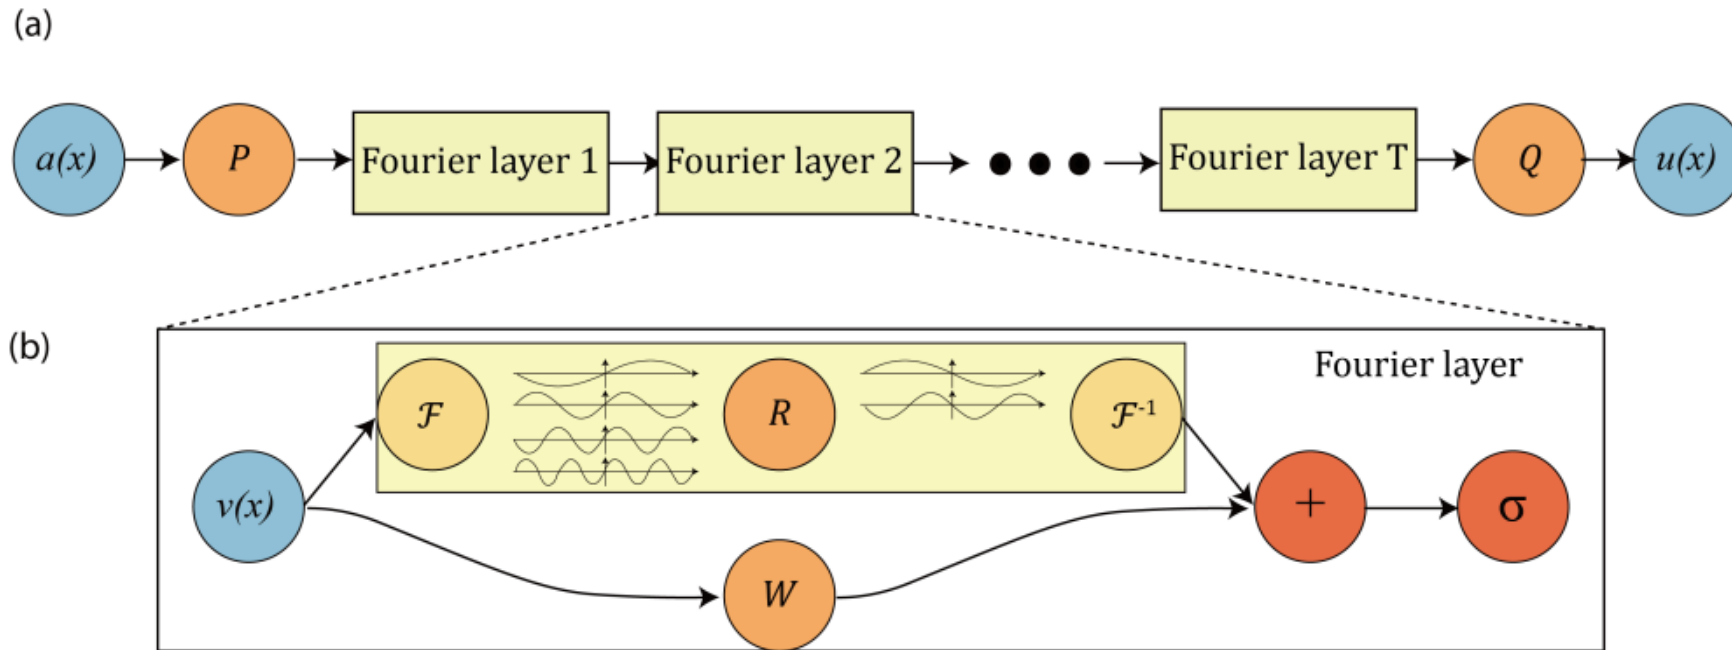 (a)
a(x) P Fourier layer 1 Fourier layer 2 Fourier layer T Q u(x)
(b)
Fourier layer
ℱ R ℱ⁻¹
v(x) + σ
W